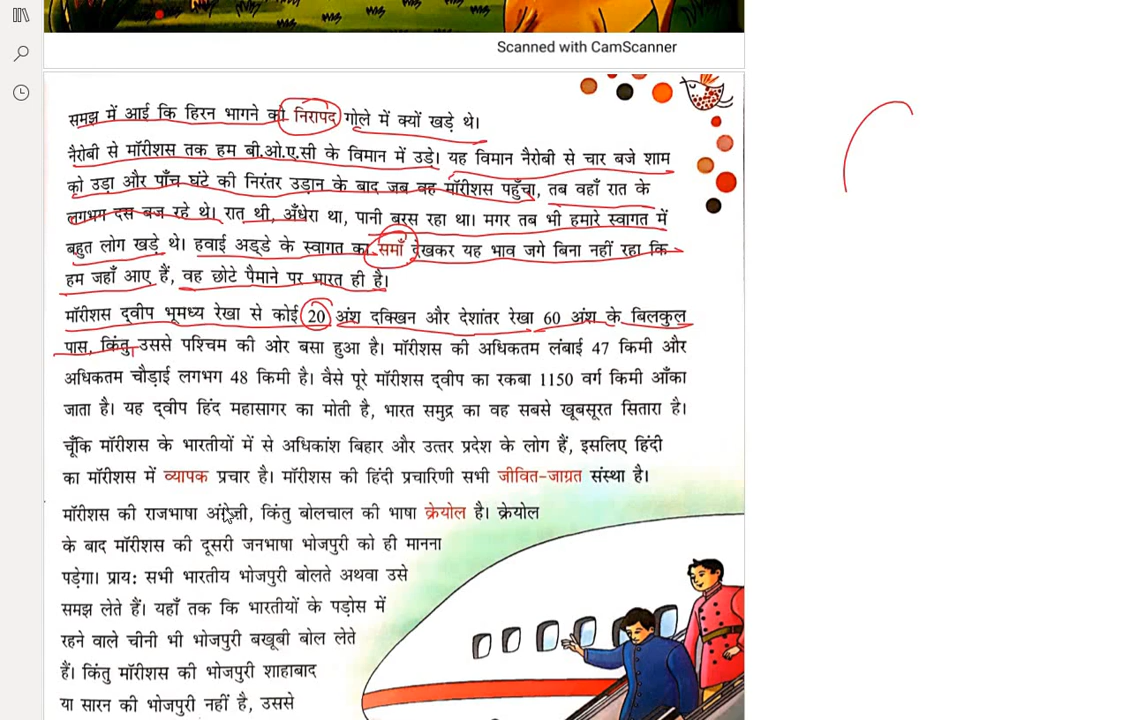 Scanned with CamScanner
समझ में आई कि हिरन भागने की निरापद गोले में क्यों खड़े थे।
नैरोबी से मॉरीशस तक हम बी.ओ.ए.सी के विमान में उड़े। यह विमान नैरोबी से चार बजे शाम
को उड़ा और पाँच घंटे की निरंतर उड़ान के बाद जब वह मॉरीशस पहुँचा, तब वहाँ रात के
लगभग दस बज रहे थे। रात थी, अँधेरा था, पानी बरस रहा था। मगर तब भी हमारे स्वागत में
बहुत लोग खड़े थे। हवाई अड्डे के स्वागत का समाँ देखकर यह भाव जगे बिना नहीं रहा कि
हम जहाँ आए हैं, वह छोटे पैमाने पर भारत ही है।
मॉरीशस द्वीप भूमध्य रेखा से कोई 20 अंश दक्खिन और देशांतर रेखा 60 अंश के बिलकुल
पास, किंतु उससे पश्चिम की ओर बसा हुआ है। मॉरीशस की अधिकतम लंबाई 47 किमी और
अधिकतम चौड़ाई लगभग 48 किमी है। वैसे पूरे मॉरीशस द्वीप का रकबा 1150 वर्ग किमी आँका
जाता है। यह द्वीप हिंद महासागर का मोती है, भारत समुद्र का वह सबसे खूबसूरत सितारा है।
चूँकि मॉरीशस के भारतीयों में से अधिकांश बिहार और उत्तर प्रदेश के लोग हैं, इसलिए हिंदी
का मॉरीशस में व्यापक प्रचार है। मॉरीशस की हिंदी प्रचारिणी सभी जीवित-जाग्रत संस्था है।
मॉरीशस की राजभाषा अंग्रेज़ी, किंतु बोलचाल की भाषा क्रेयोल है। क्रेयोल
के बाद मॉरीशस की दूसरी जनभाषा भोजपुरी को ही मानना
पड़ेगा। प्राय: सभी भारतीय भोजपुरी बोलते अथवा उसे
समझ लेते हैं। यहाँ तक कि भारतीयों के पड़ोस में
रहने वाले चीनी भी भोजपुरी बखूबी बोल लेते
हैं। किंतु मॉरीशस की भोजपुरी शाहाबाद
या सारन की भोजपुरी नहीं है, उससे